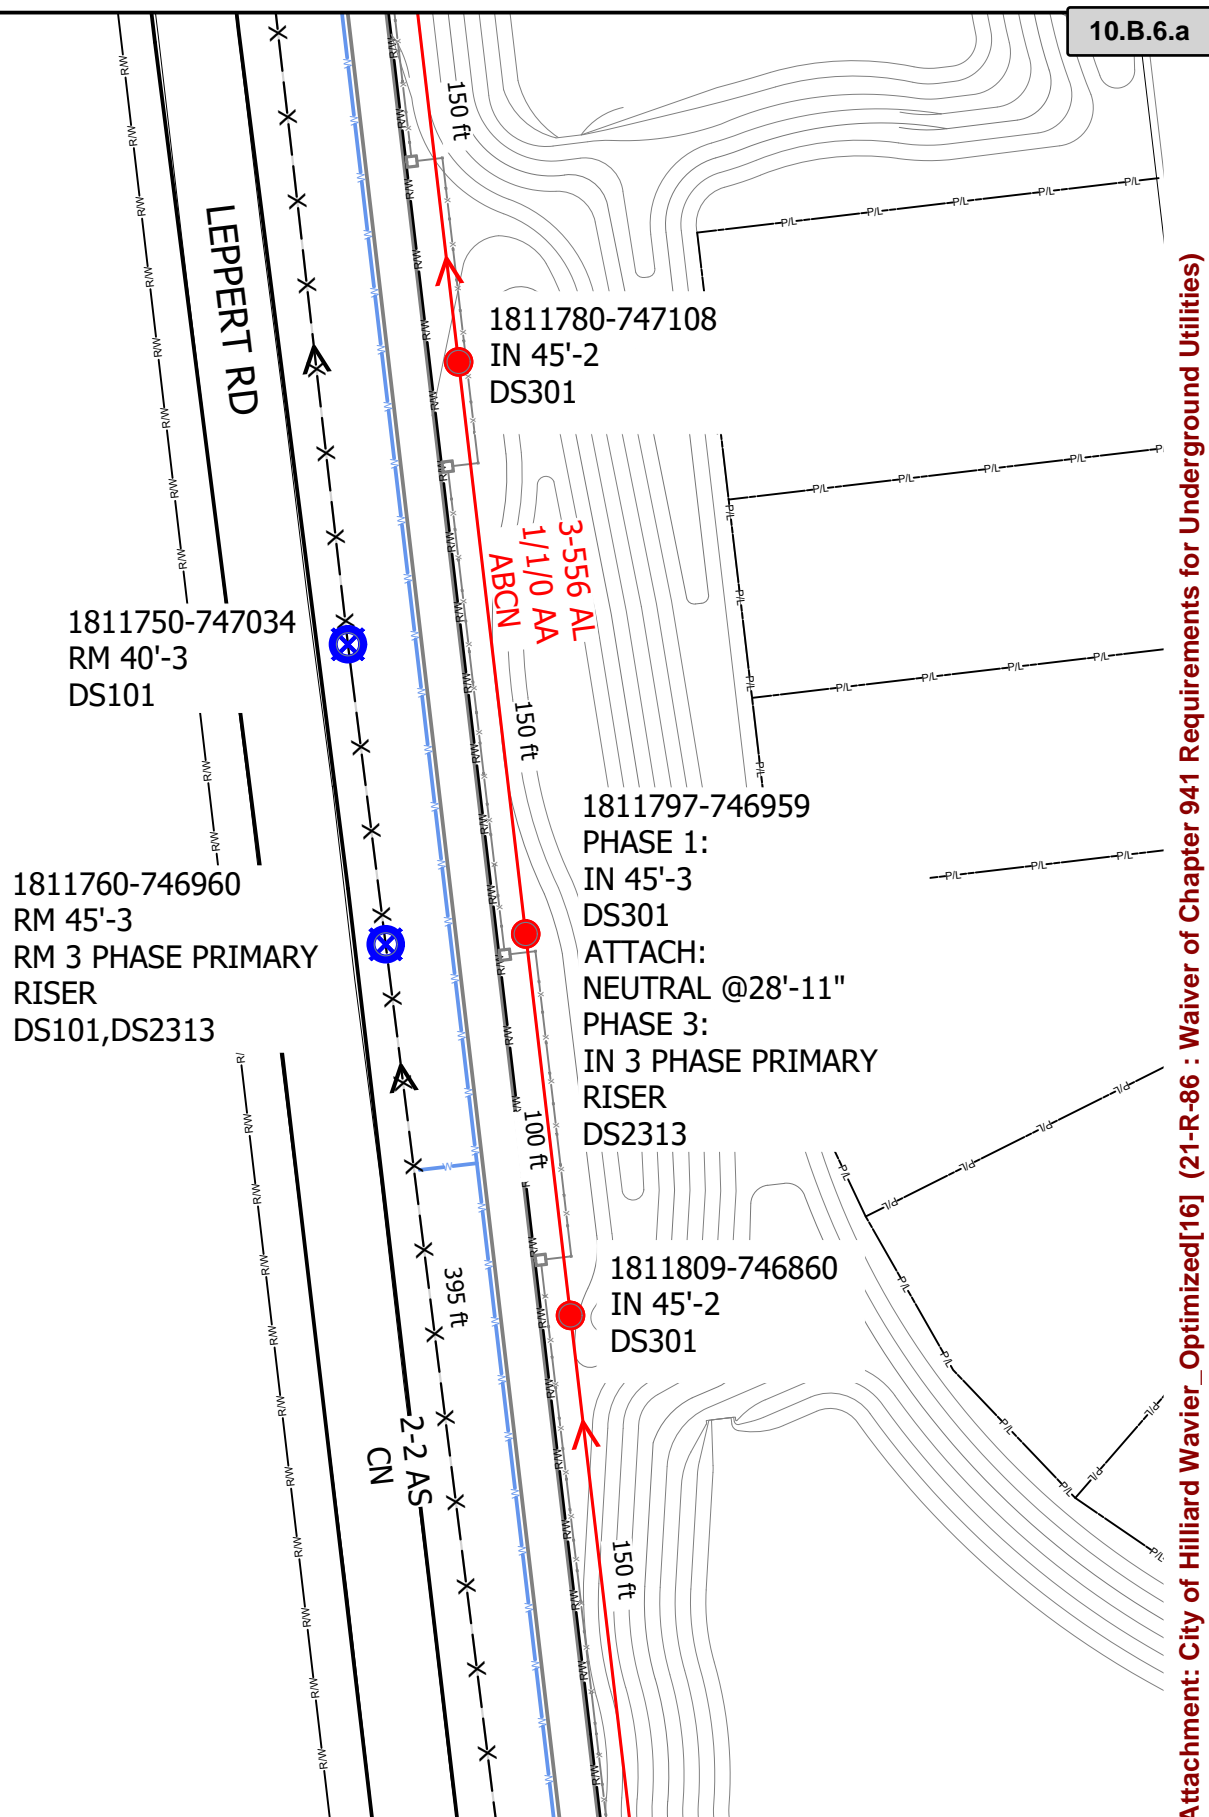 10.B.6.a
150 ft
LEPPERT RD
1811780-747108
IN 45'-2
DS301
3-556 AL
1/1/0 AA
ABCN
1811750-747034
RM 40'-3
DS101
150 ft
1811797-746959
PHASE 1:
IN 45'-3
DS301
ATTACH:
NEUTRAL @28'-11"
PHASE 3:
IN 3 PHASE PRIMARY
RISER
DS2313
1811760-746960
RM 45'-3
RM 3 PHASE PRIMARY
RISER
DS101,DS2313
100 ft
1811809-746860
IN 45'-2
DS301
395 ft
2-2 AS
CN
150 ft
R/W
P/L
W
Attachment: City of Hilliard Wavier_Optimized[16] (21-R-86 : Waiver of Chapter 941 Requirements for Underground Utilities)